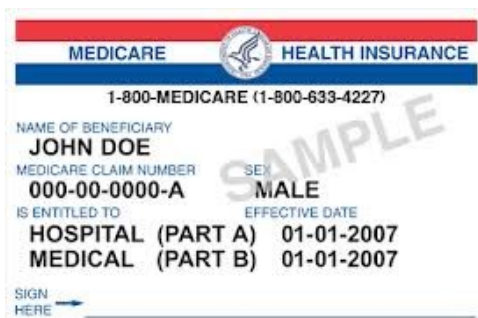 MEDICARE HEALTH INSURANCE
1-800-MEDICARE (1-800-633-4227)
NAME OF BENEFICIARY
JOHN DOE
MEDICARE CLAIM NUMBER SEX
000-00-0000-A MALE
IS ENTITLED TO EFFECTIVE DATE
HOSPITAL (PART A) 01-01-2007
MEDICAL (PART B) 01-01-2007
SIGN
HERE
SAMPLE